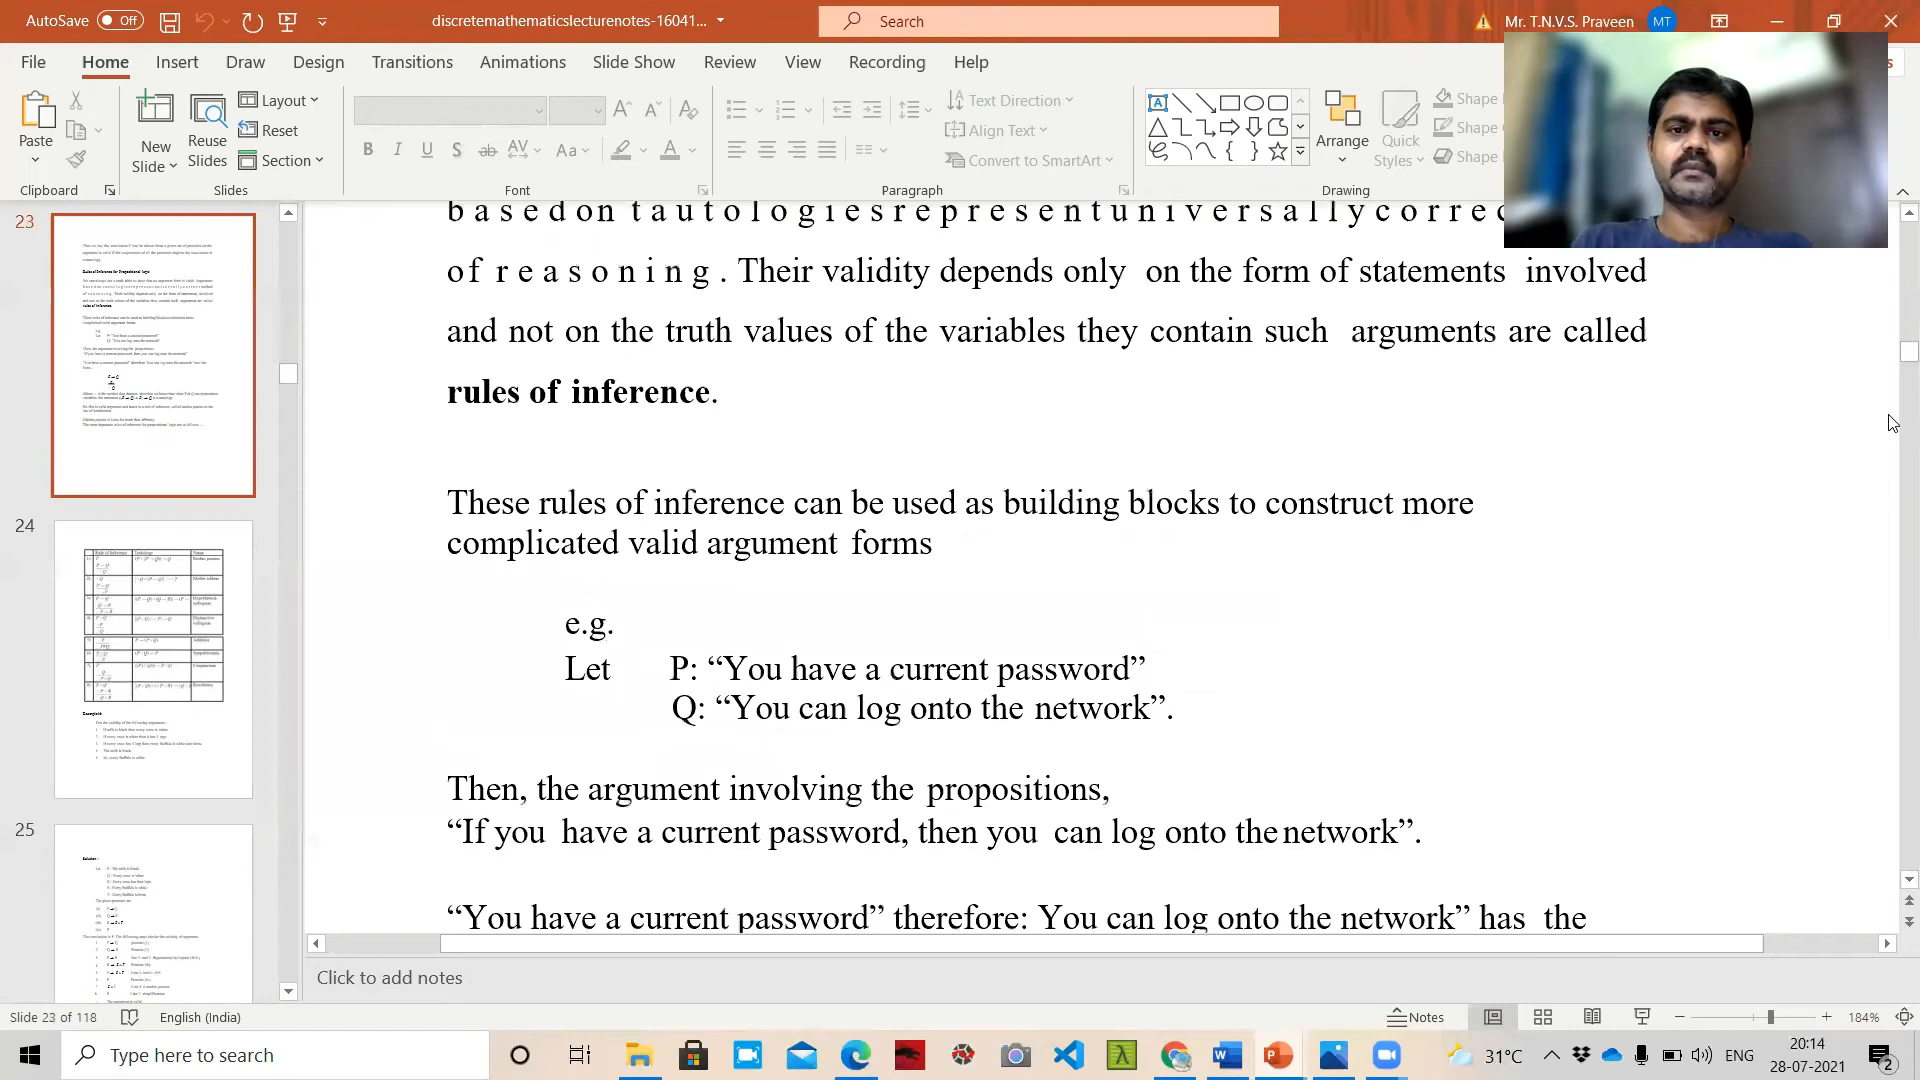 AutoSave Off discretemathematicslecturenotes-16041... Search Mr. T.N.V.S. Praveen MT
File Home Insert Draw Design Transitions Animations Slide Show Review View Recording Help
Paste New Slide Reuse Slides Layout Reset Section
Text Direction Align Text Convert to SmartArt
Arrange Quick Styles Shape Shape Shape
Clipboard Slides Font Paragraph Drawing
23
24
25
b a s e d o n t a u t o l o g i e s r e p r e s e n t u n i v e r s a l l y c o r r e c
o f r e a s o n i n g . Their validity depends only on the form of statements involved
and not on the truth values of the variables they contain such arguments are called
rules of inference.
These rules of inference can be used as building blocks to construct more
complicated valid argument forms
e.g.
Let P: “You have a current password”
Q: “You can log onto the network”.
Then, the argument involving the propositions,
“If you have a current password, then you can log onto the network”.
“You have a current password” therefore: You can log onto the network” has the
Click to add notes
Slide 23 of 118 English (India) Notes 184%
Type here to search 31°C ENG 20:14
28-07-2021 2